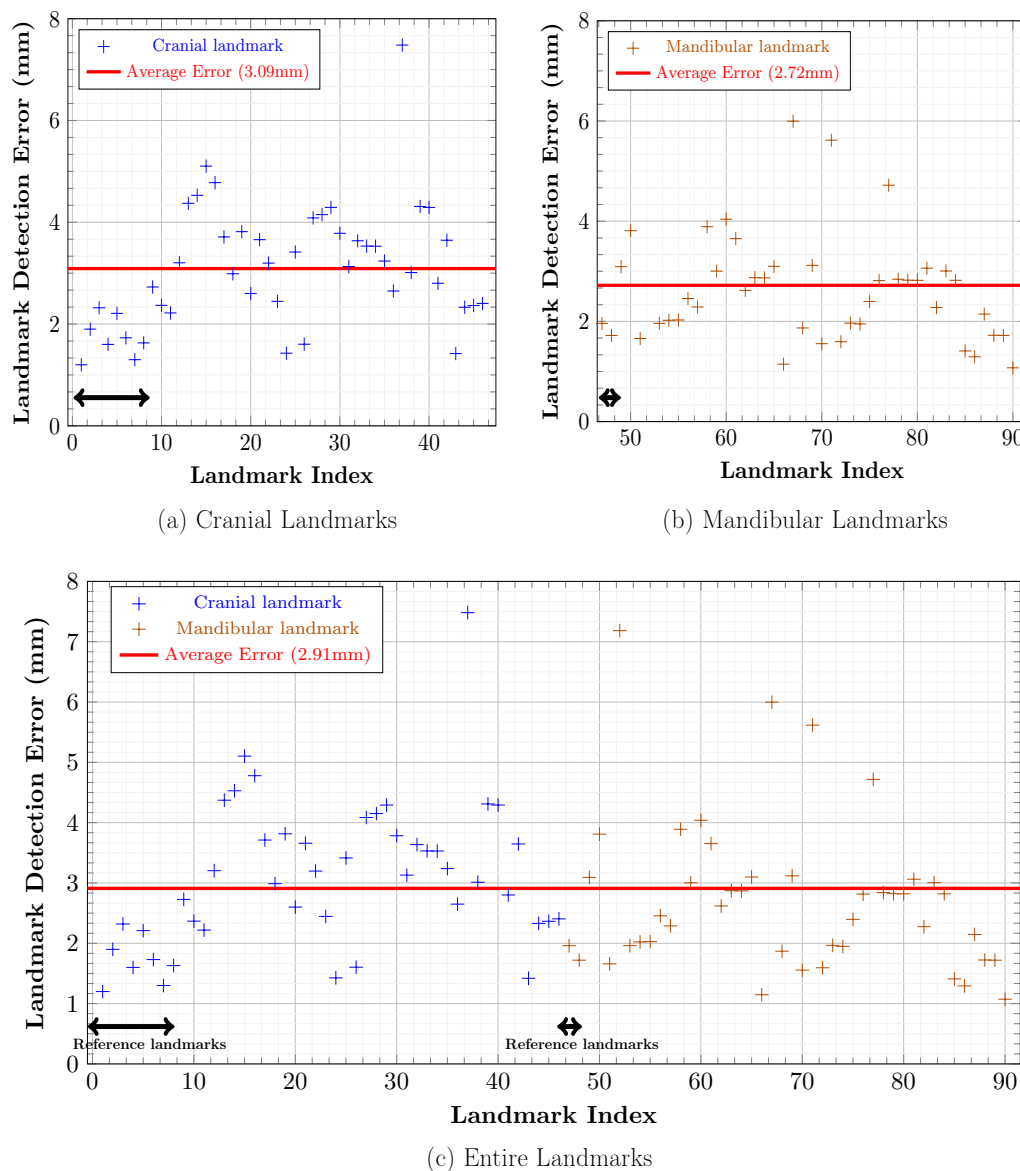 Cranial landmark
Average Error (3.09mm)
Landmark Detection Error (mm)
8
6
4
2
0
0 10 20 30 40
Landmark Index
(a) Cranial Landmarks
Mandibular landmark
Average Error (2.72mm)
Landmark Detection Error (mm)
8
6
4
2
0
50 60 70 80 90
Landmark Index
(b) Mandibular Landmarks
Cranial landmark
Mandibular landmark
Average Error (2.91mm)
Landmark Detection Error (mm)
8
7
6
5
4
3
2
1
0
Reference landmarks
Reference landmarks
0 10 20 30 40 50 60 70 80 90
Landmark Index
(c) Entire Landmarks